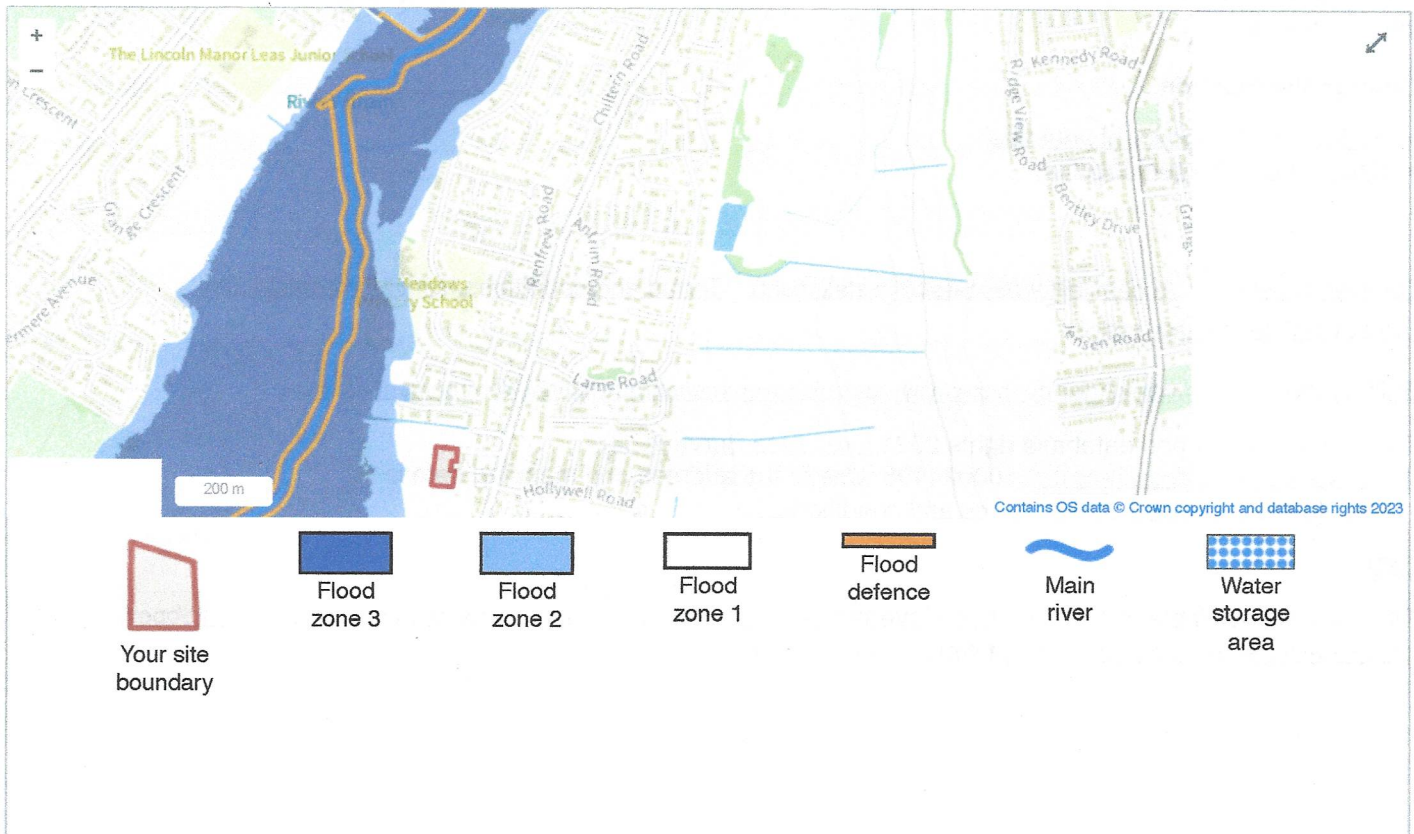 +
−
The Lincoln Manor Leas Junior School
Crescent
Grange Crescent
Chiltern Road
Renfrew Road
Antrim Road
Meadows
School
Larne Road
Hollywell Road
Kennedy Road
Ridge View Road
Bentley Drive
Jensen Road
200 m
Contains OS data © Crown copyright and database rights 2023
Your site
boundary
Flood
zone 3
Flood
zone 2
Flood
zone 1
Flood
defence
Main
river
Water
storage
area